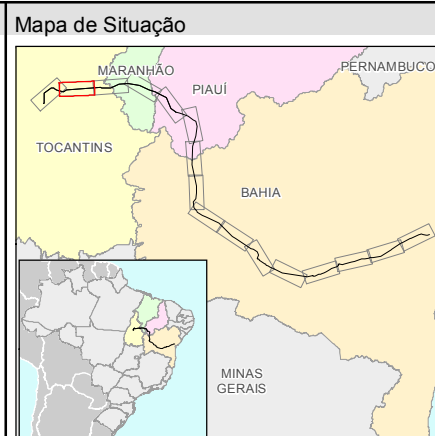 Mapa de Situação
MARANHÃO
PERNAMBUCO
PIAUÍ
TOCANTINS
BAHIA
MINAS
GERAIS